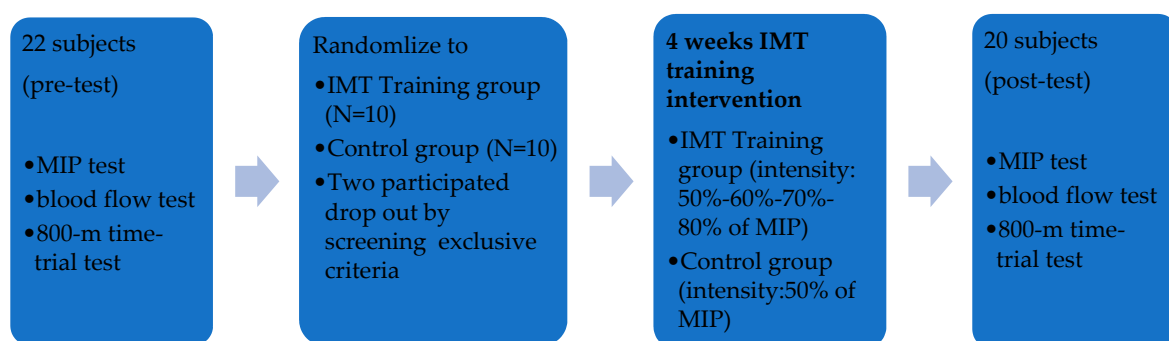 22 subjects
(pre-test)
•MIP test
•blood flow test
•800-m time-
trial test
Randomlize to
•IMT Training group
(N=10)
•Control group (N=10)
•Two participated
drop out by
screening exclusive
criteria
4 weeks IMT
training
intervention
•IMT Training
group (intensity:
50%-60%-70%-
80% of MIP)
•Control group
(intensity:50% of
MIP)
20 subjects
(post-test)
•MIP test
•blood flow test
•800-m time-
trial test